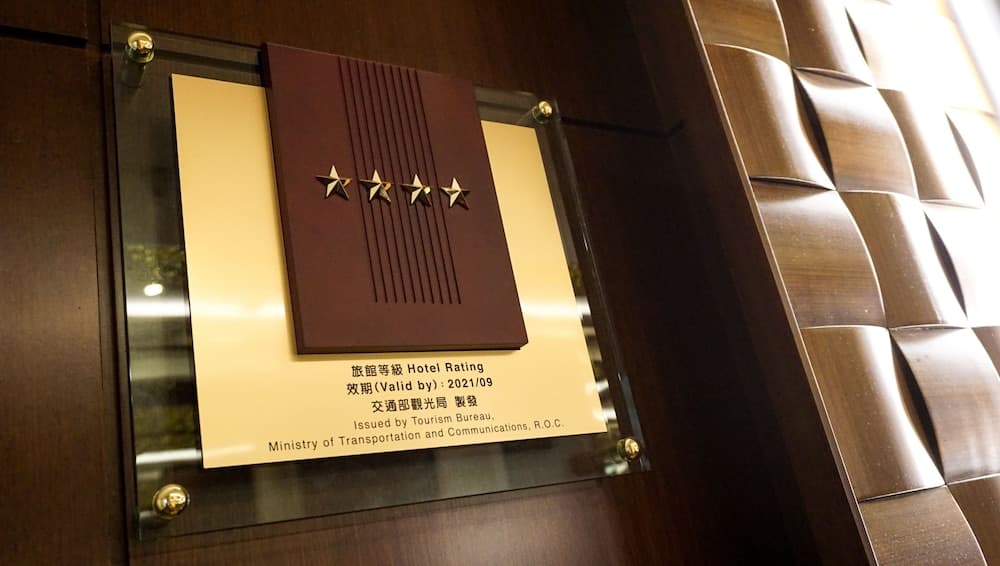 旅館等級 Hotel Rating
效期(Valid by)：2021/09
交通部觀光局 製發
Issued by Tourism Bureau,
Ministry of Transportation and Communications, R.O.C.